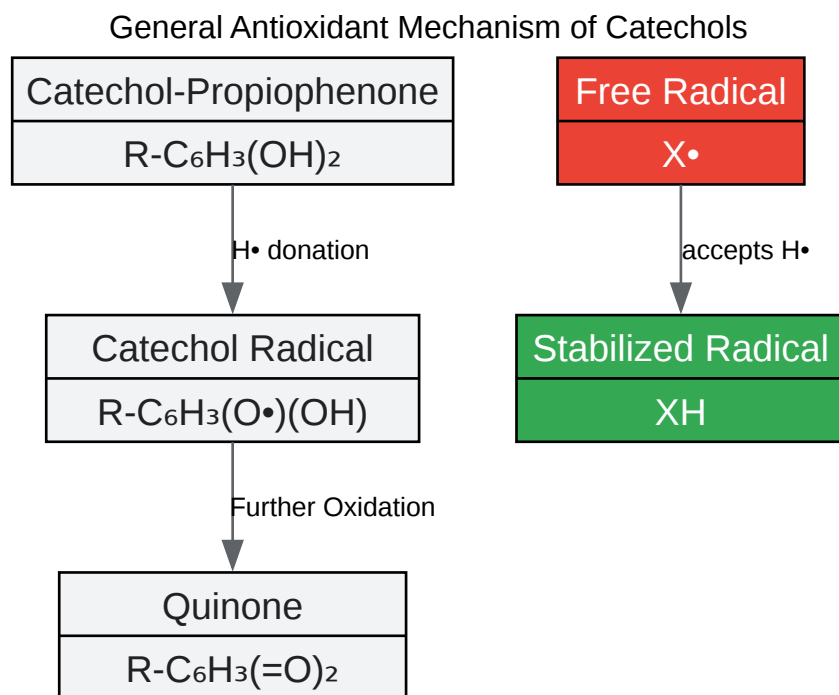 General Antioxidant Mechanism of Catechols
Catechol-Propiophenone
R-C₆H₃(OH)₂
Free Radical
X•
H• donation
accepts H•
Catechol Radical
R-C₆H₃(O•)(OH)
Stabilized Radical
XH
Further Oxidation
Quinone
R-C₆H₃(=O)₂